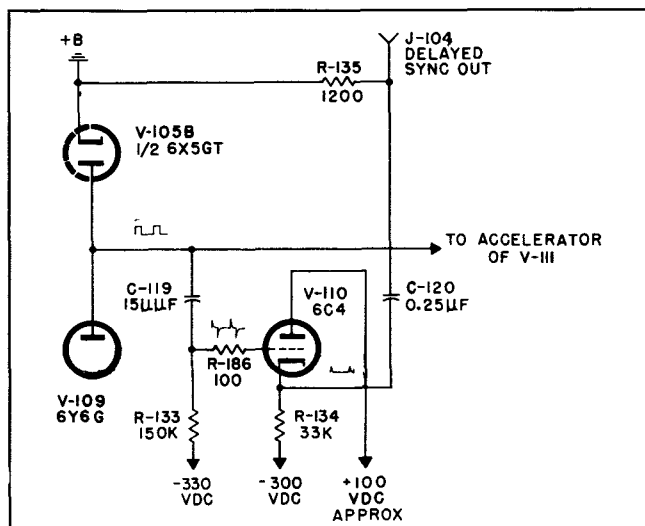 +B
J-104
DELAYED
SYNC OUT
R-135
1200
V-105B
1/2 6X5GT
TO ACCELERATOR
OF V-111
C-119
15µµF
V-110
6C4
C-120
0.25µF
R-186
100
V-109
6Y6G
R-133
150K
R-134
33K
-330
VDC
-300
VDC
+100
VDC
APPROX